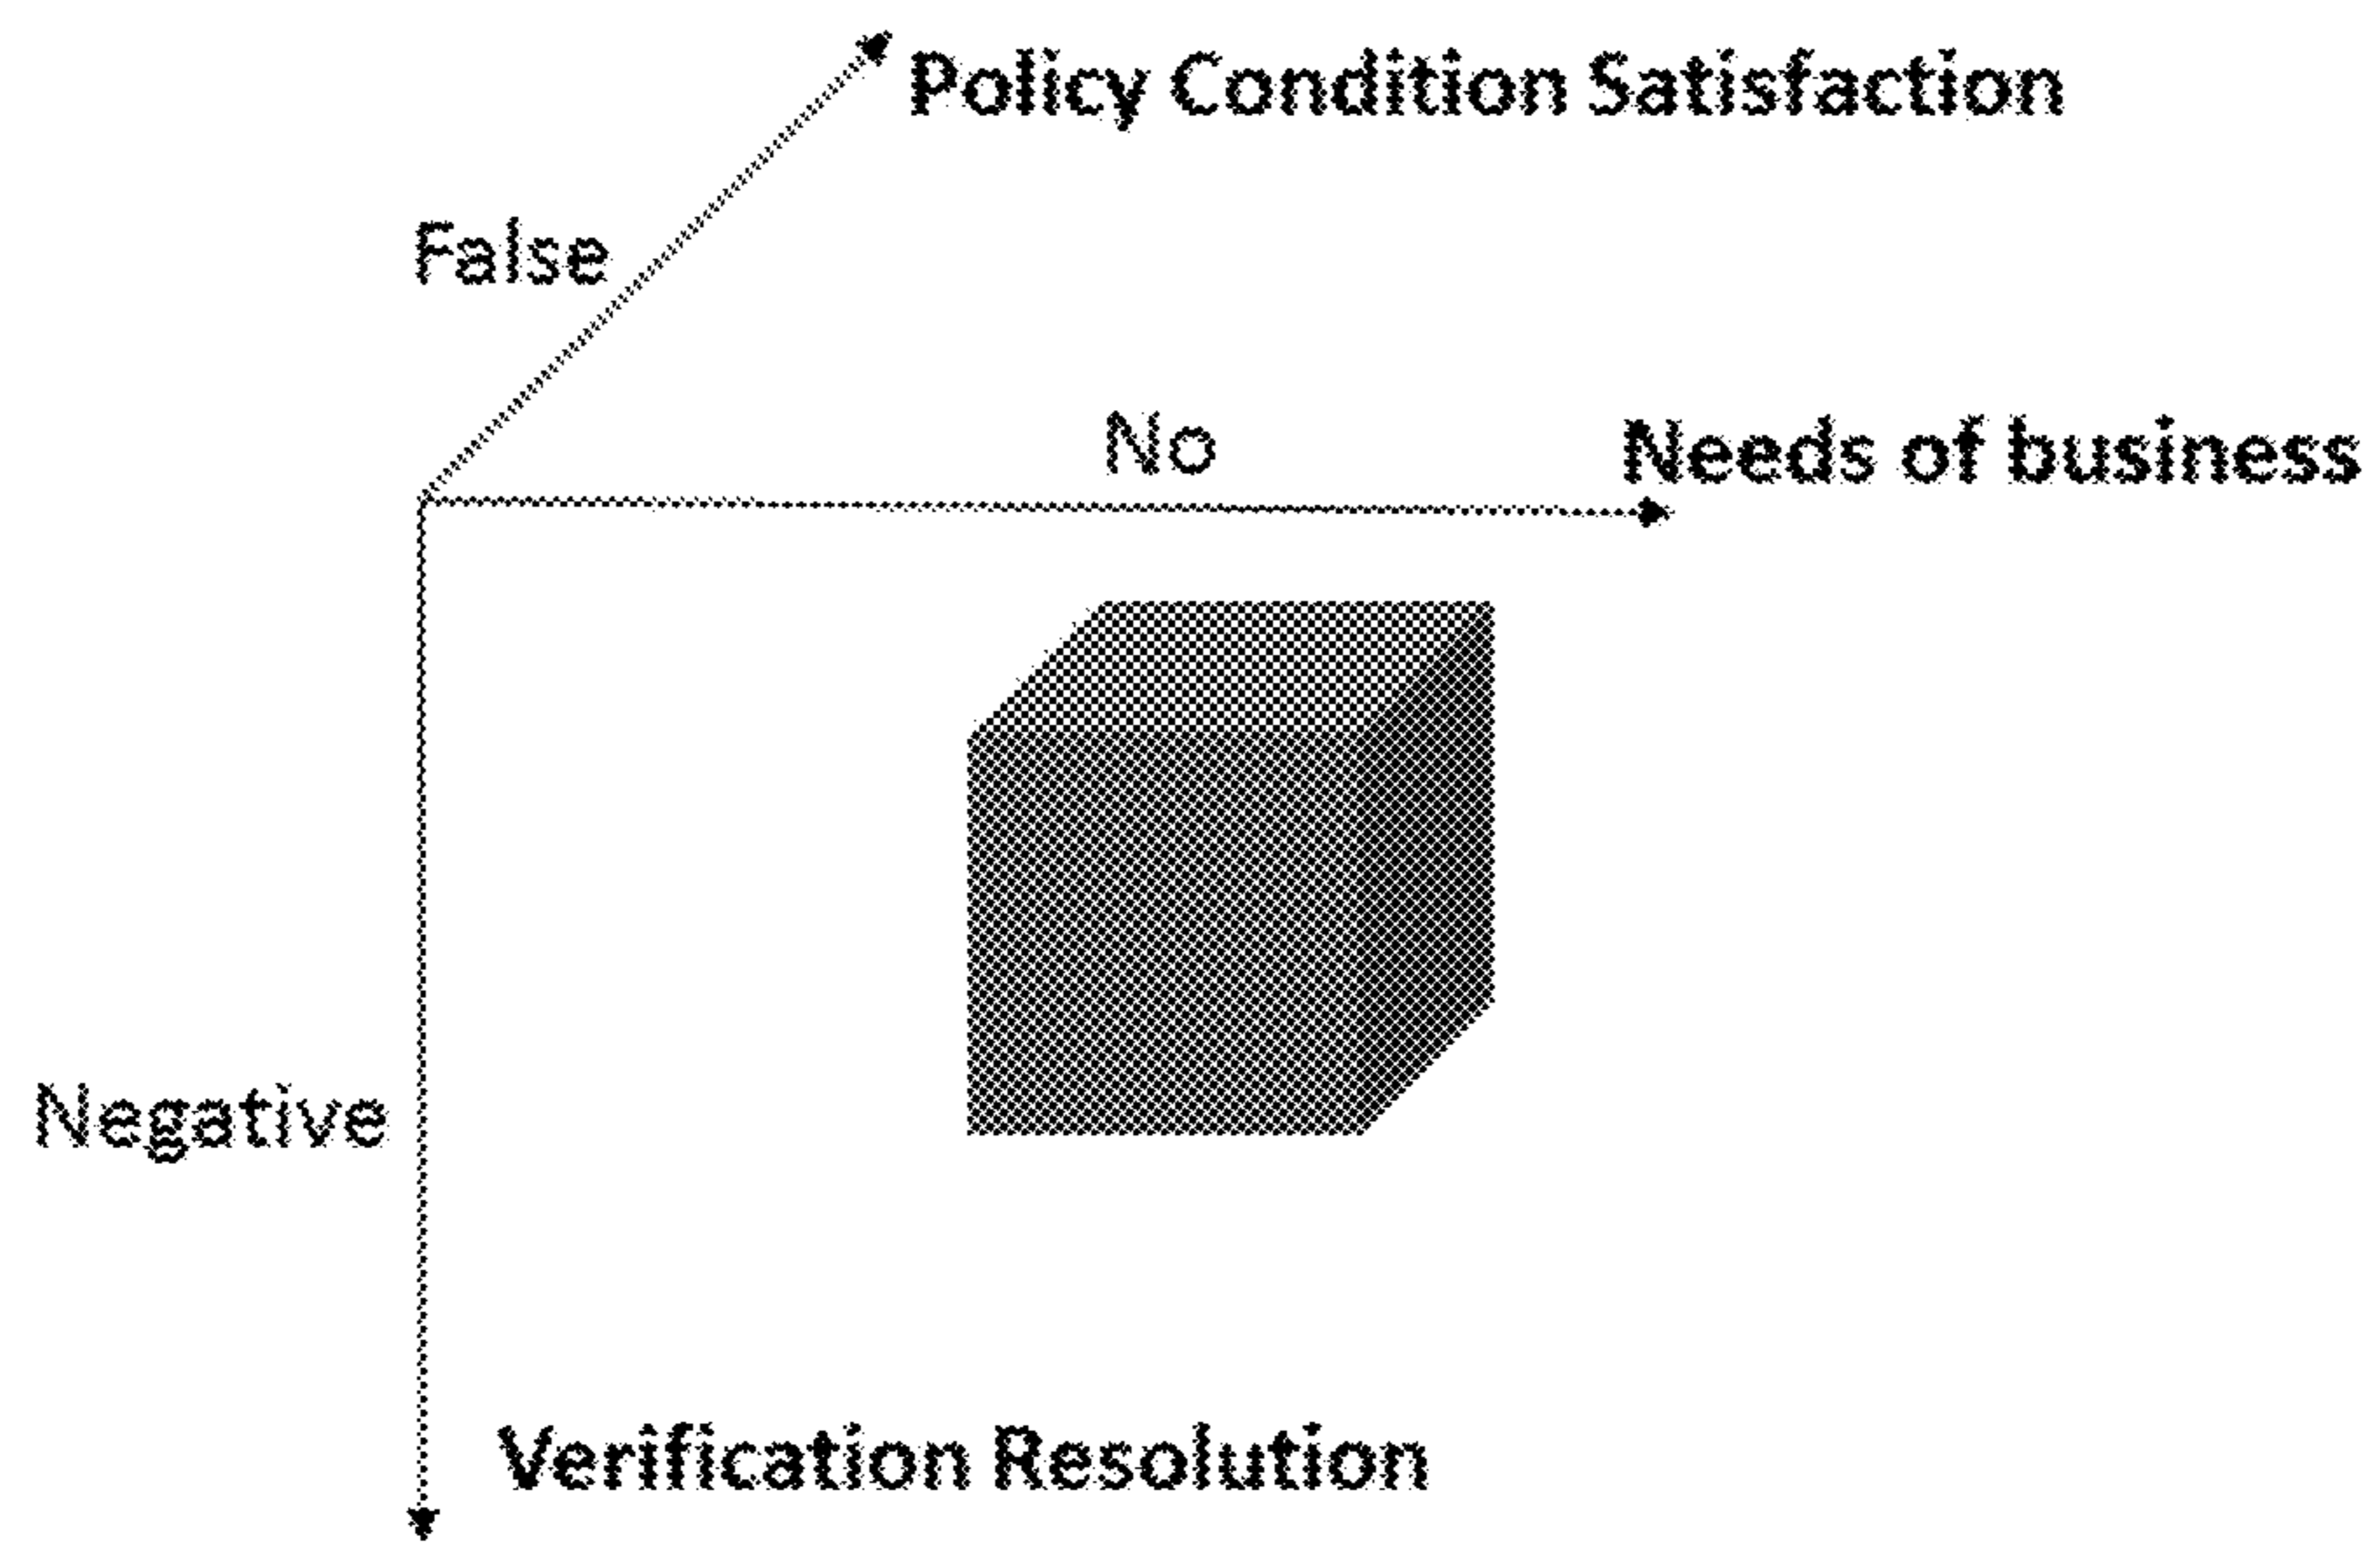 Policy Condition Satisfaction
False
No
Needs of business
Negative
Verification Resolution